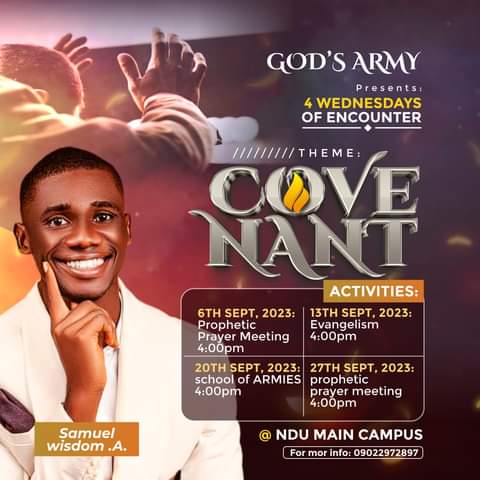 GOD'S ARMY
Presents:
4 WEDNESDAYS
OF ENCOUNTER
///////// THEME:
COVE
NANT
ACTIVITIES:
6TH SEPT, 2023:
Prophetic
Prayer Meeting
4:00pm
13TH SEPT, 2023:
Evangelism
4:00pm
20TH SEPT, 2023:
school of ARMIES
4:00pm
27TH SEPT, 2023:
prophetic
prayer meeting
4:00pm
Samuel
wisdom .A.
@ NDU MAIN CAMPUS
For mor info: 09022972897